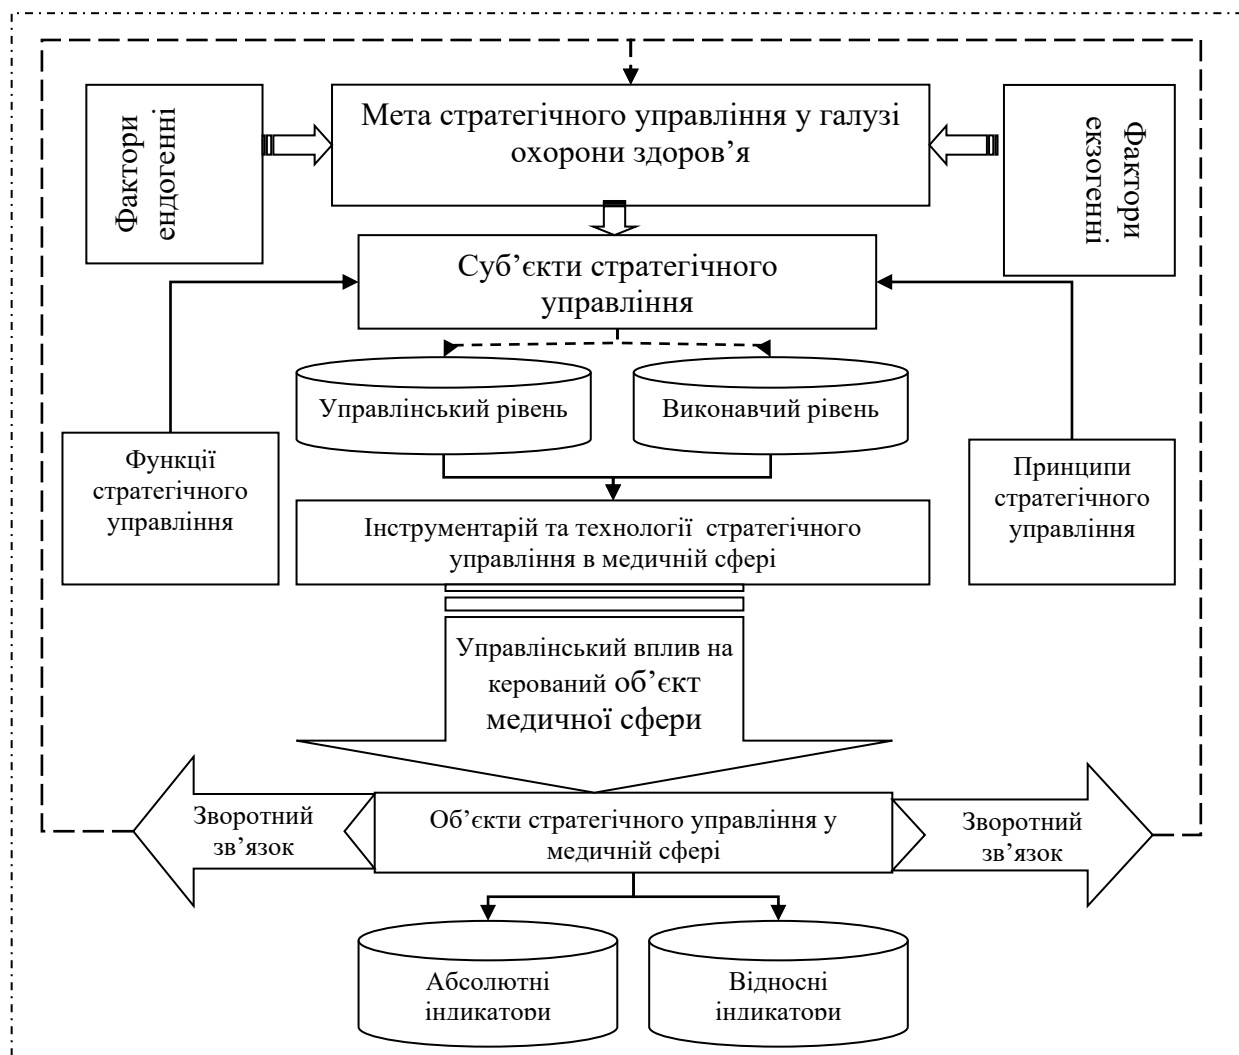 Мета стратегічного управління у галузі
охорони здоров’я
Фактори
ендогенні
Фактори
екзогенні
Суб’єкти стратегічного
управління
Управлінський рівень
Виконавчий рівень
Функції
стратегічного
управління
Принципи
стратегічного
управління
Інструментарій та технології стратегічного
управління в медичній сфері
Управлінський вплив на
керований об’єкт
медичної сфери
Зворотний
зв’язок
Об’єкти стратегічного управління у
медичній сфері
Зворотний
зв’язок
Абсолютні
індикатори
Відносні
індикатори